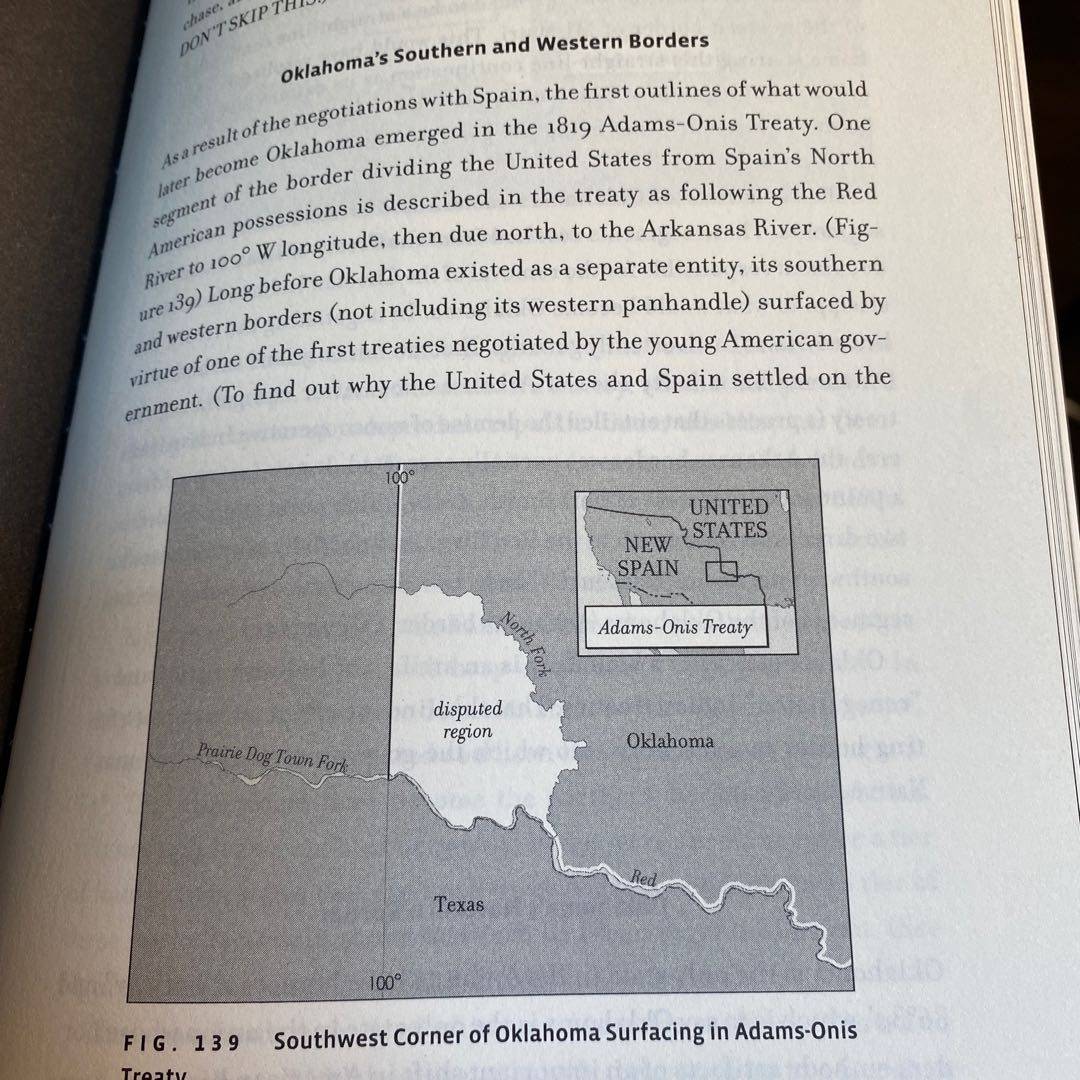 chase,
DON'T SKIP THIS.
Oklahoma's Southern and Western Borders
As a result of the negotiations with Spain, the first outlines of what would
later become Oklahoma emerged in the 1819 Adams-Onis Treaty. One
segment of the border dividing the United States from Spain's North
American possessions is described in the treaty as following the Red
River to 100° W longitude, then due north, to the Arkansas River. (Fig-
ure 139) Long before Oklahoma existed as a separate entity, its southern
and western borders (not including its western panhandle) surfaced by
virtue of one of the first treaties negotiated by the young American gov-
ernment. (To find out why the United States and Spain settled on the
100°
UNITED
STATES
NEW
SPAIN
Adams-Onis Treaty
North Fork
disputed
region
Oklahoma
Prairie Dog Town Fork
Red
Texas
100°
FIG. 139 Southwest Corner of Oklahoma Surfacing in Adams-Onis
Treaty